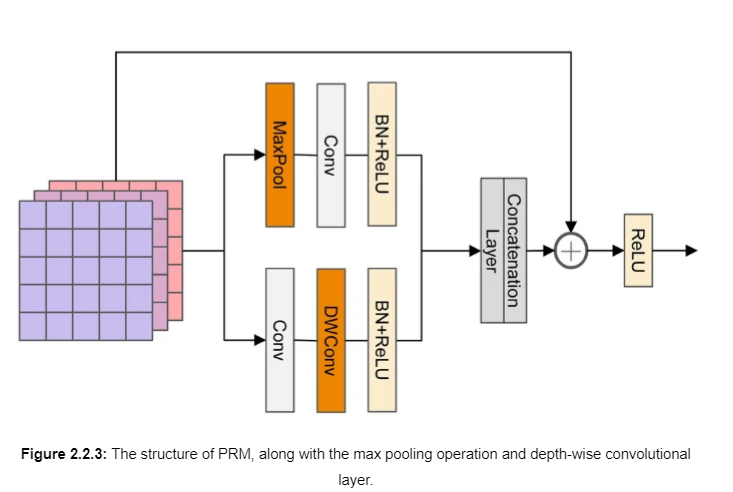 MaxPool
Conv
BN+ReLU
Conv
DWConv
BN+ReLU
Concatenation
Layer
ReLU
Figure 2.2.3: The structure of PRM, along with the max pooling operation and depth-wise convolutional
layer.